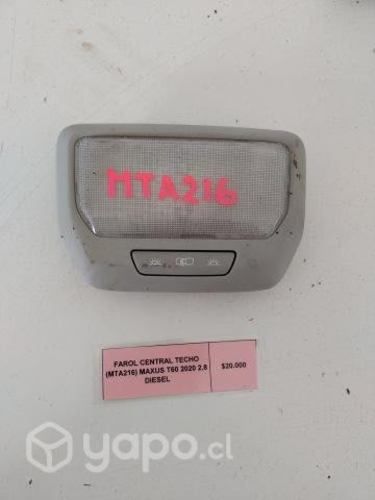 MTA216
FAROL CENTRAL TECHO
(MTA216) MAXUS T60 2020 2.8
DIESEL
$20.000
yapo.cl